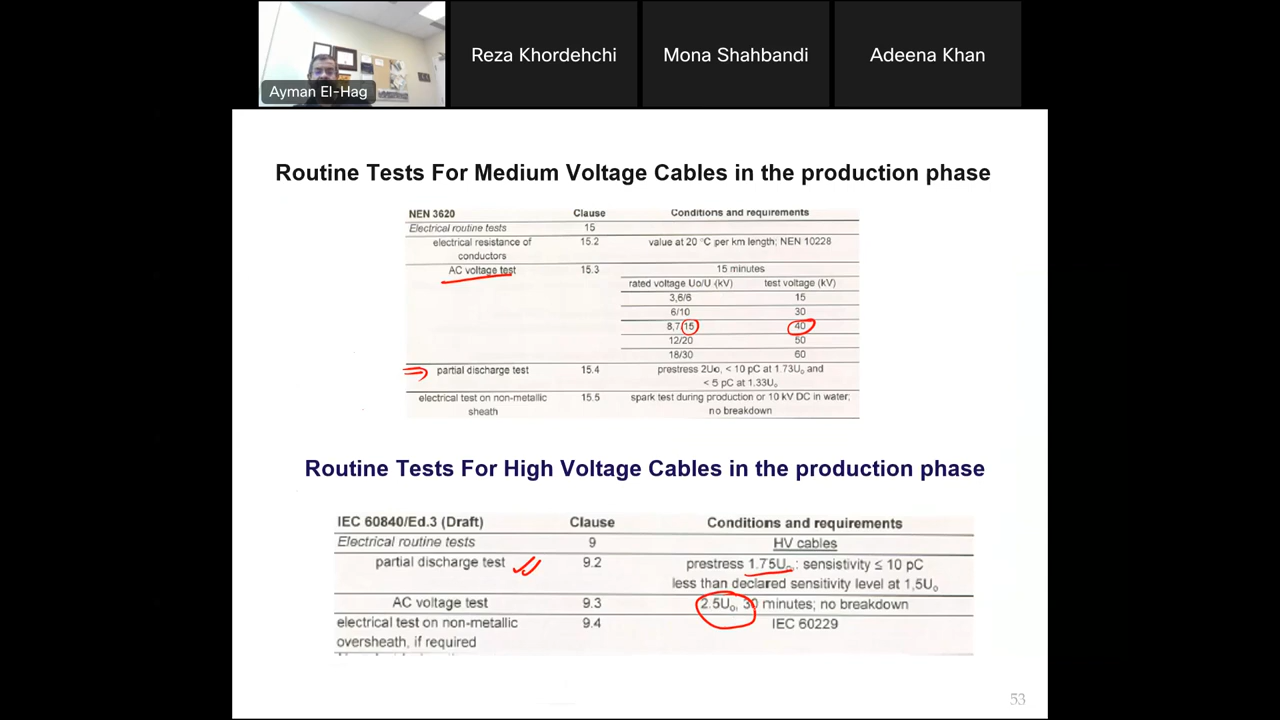 Ayman El-Hag
Reza Khordehchi
Mona Shahbandi
Adeena Khan
Routine Tests For Medium Voltage Cables in the production phase
NEN 3620 Clause Conditions and requirements
Electrical routine tests 15
electrical resistance of conductors 15.2 value at 20 °C per km length; NEN 10228
AC voltage test 15.3 15 minutes
rated voltage Uo/U (kV) test voltage (kV)
3,6/6 15
6/10 30
8,7/15 40
12/20 50
18/30 60
partial discharge test 15.4 prestress 2Uo, < 10 pC at 1.73Uo and
< 5 pC at 1.33Uo
electrical test on non-metallic 15.5 spark test during production or 10 kV DC in water;
sheath no breakdown
Routine Tests For High Voltage Cables in the production phase
IEC 60840/Ed.3 (Draft) Clause Conditions and requirements
Electrical routine tests 9 HV cables
partial discharge test 9.2 prestress 1.75Uo: sensistivity ≤ 10 pC
less than declared sensitivity level at 1,5Uo
AC voltage test 9.3 2.5Uo, 30 minutes; no breakdown
electrical test on non-metallic 9.4 IEC 60229
oversheath, if required
53